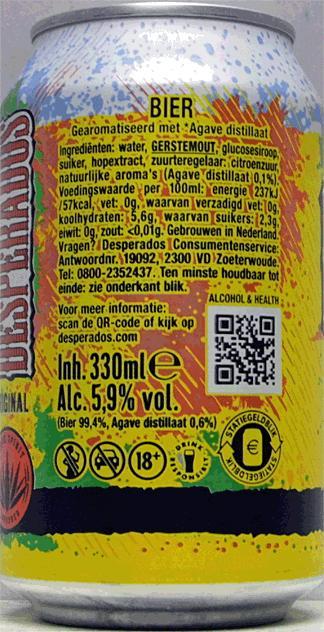 BIER
Gearomatiseerd met *Agave distillaat
Ingrediënten: water, GERSTEMOUT, glucosesiroop,
suiker, hopextract, zuurteregelaar: citroenzuur,
natuurlijke aroma's (Agave distillaat 0,1%).
Voedingswaarde per 100ml: energie 237kJ
/57kcal, vet: 0g, waarvan verzadigd vet: 0g,
koolhydraten: 5,6g, waarvan suikers: 2,3g,
eiwit: 0g, zout: <0,01g. Gebrouwen in Nederland.
Vragen? Desperados Consumentenservice:
Antwoordnr. 19092, 2300 VD Zoeterwoude.
Tel: 0800-2352437. Ten minste houdbaar tot
einde: zie onderkant blik.
ALCOHOL & HEALTH
Voor meer informatie:
scan de QR-code of kijk op
desperados.com
Inh. 330ml e
Alc. 5,9% vol.
(Bier 99,4%, Agave distillaat 0,6%)
18+
STATIEGELDBLIK
€
STATIEGELDBLIK
DESPERADOS